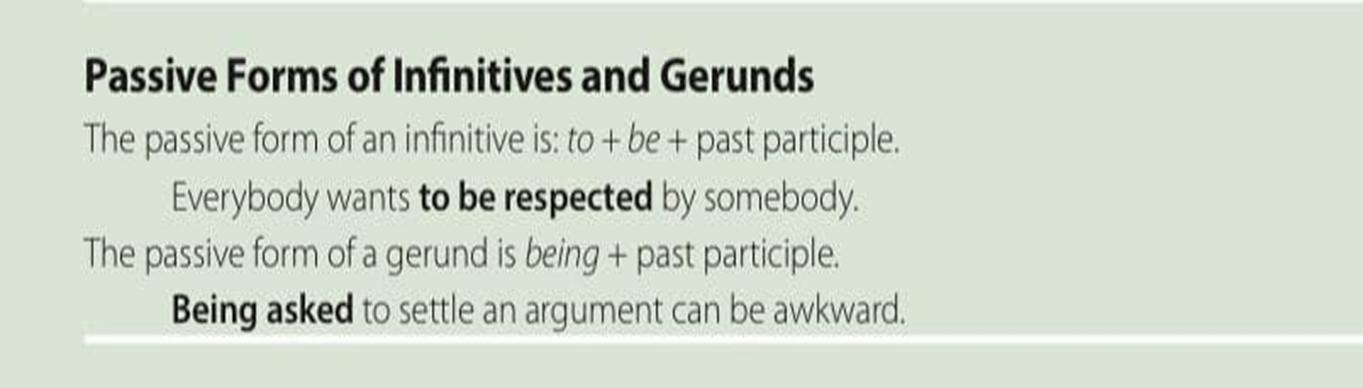 Passive Forms of Infinitives and Gerunds
The passive form of an infinitive is: to + be + past participle.
Everybody wants to be respected by somebody.
The passive form of a gerund is being + past participle.
Being asked to settle an argument can be awkward.